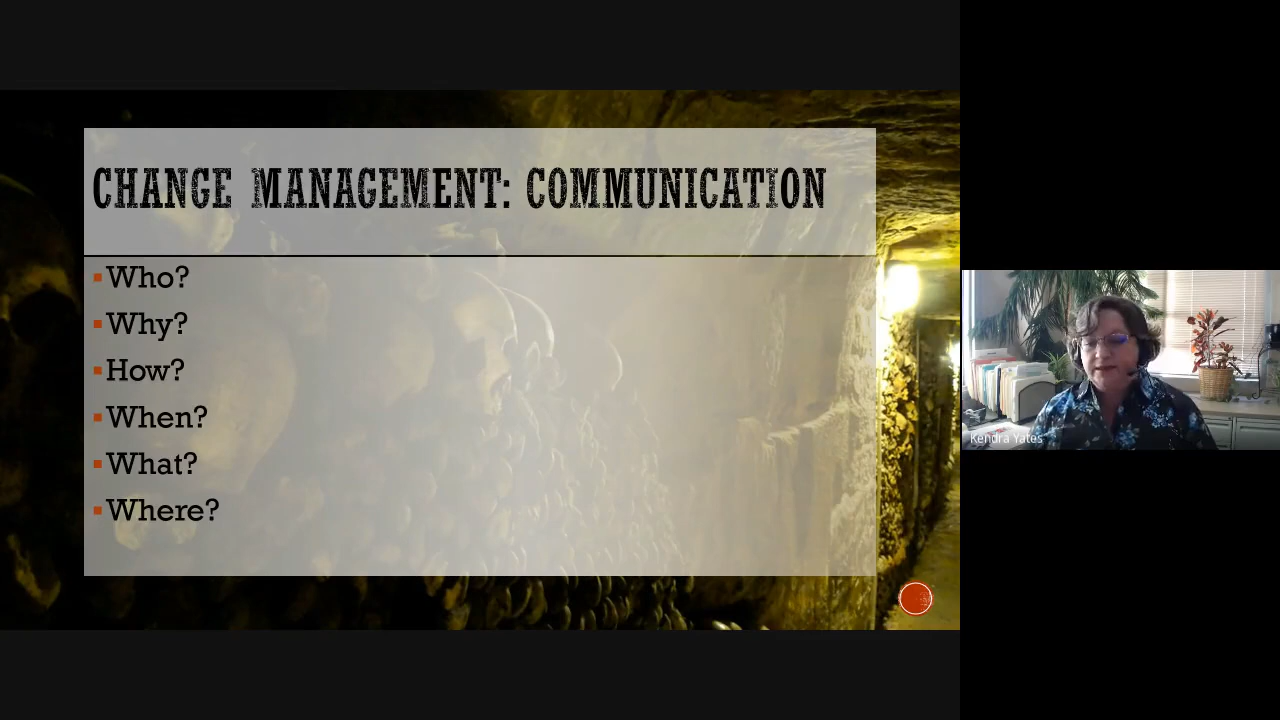 CHANGE MANAGEMENT: COMMUNICATION
Who?
Why?
How?
When?
What?
Where?
Kendra Yates